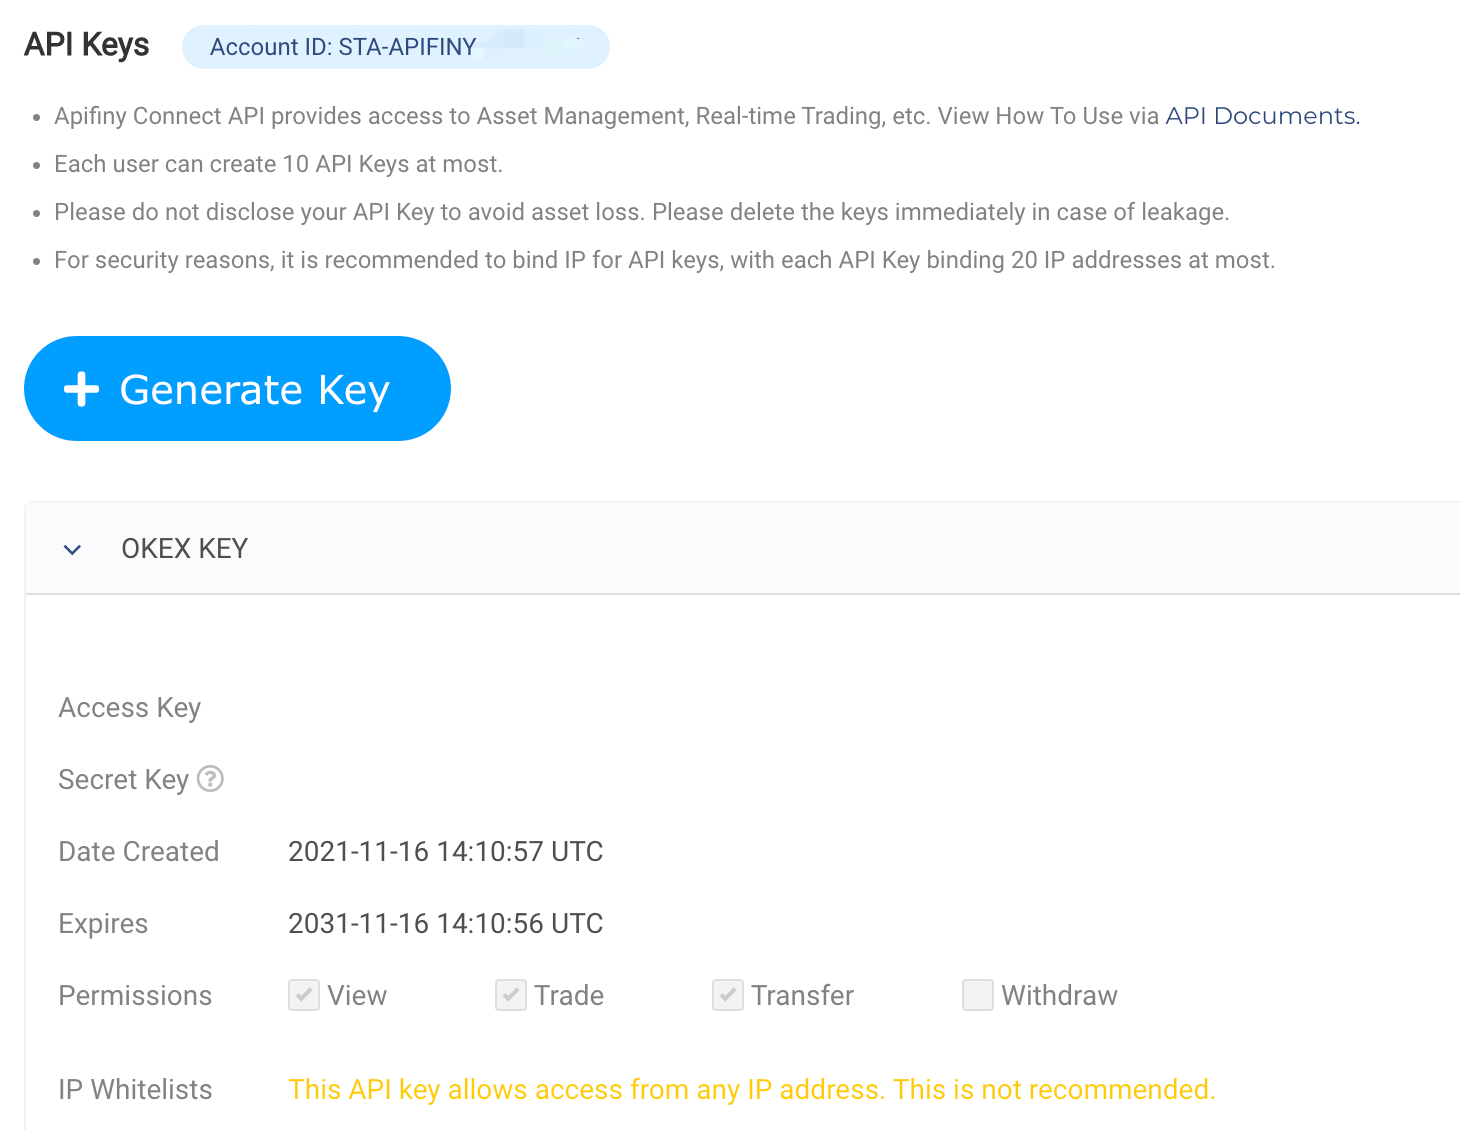 API Keys Account ID: STA-APIFINY
Apifiny Connect API provides access to Asset Management, Real-time Trading, etc. View How To Use via API Documents.
Each user can create 10 API Keys at most.
Please do not disclose your API Key to avoid asset loss. Please delete the keys immediately in case of leakage.
For security reasons, it is recommended to bind IP for API keys, with each API Key binding 20 IP addresses at most.
Generate Key
OKEX KEY
Access Key
Secret Key ?
Date Created 2021-11-16 14:10:57 UTC
Expires 2031-11-16 14:10:56 UTC
Permissions View Trade Transfer Withdraw
IP Whitelists This API key allows access from any IP address. This is not recommended.